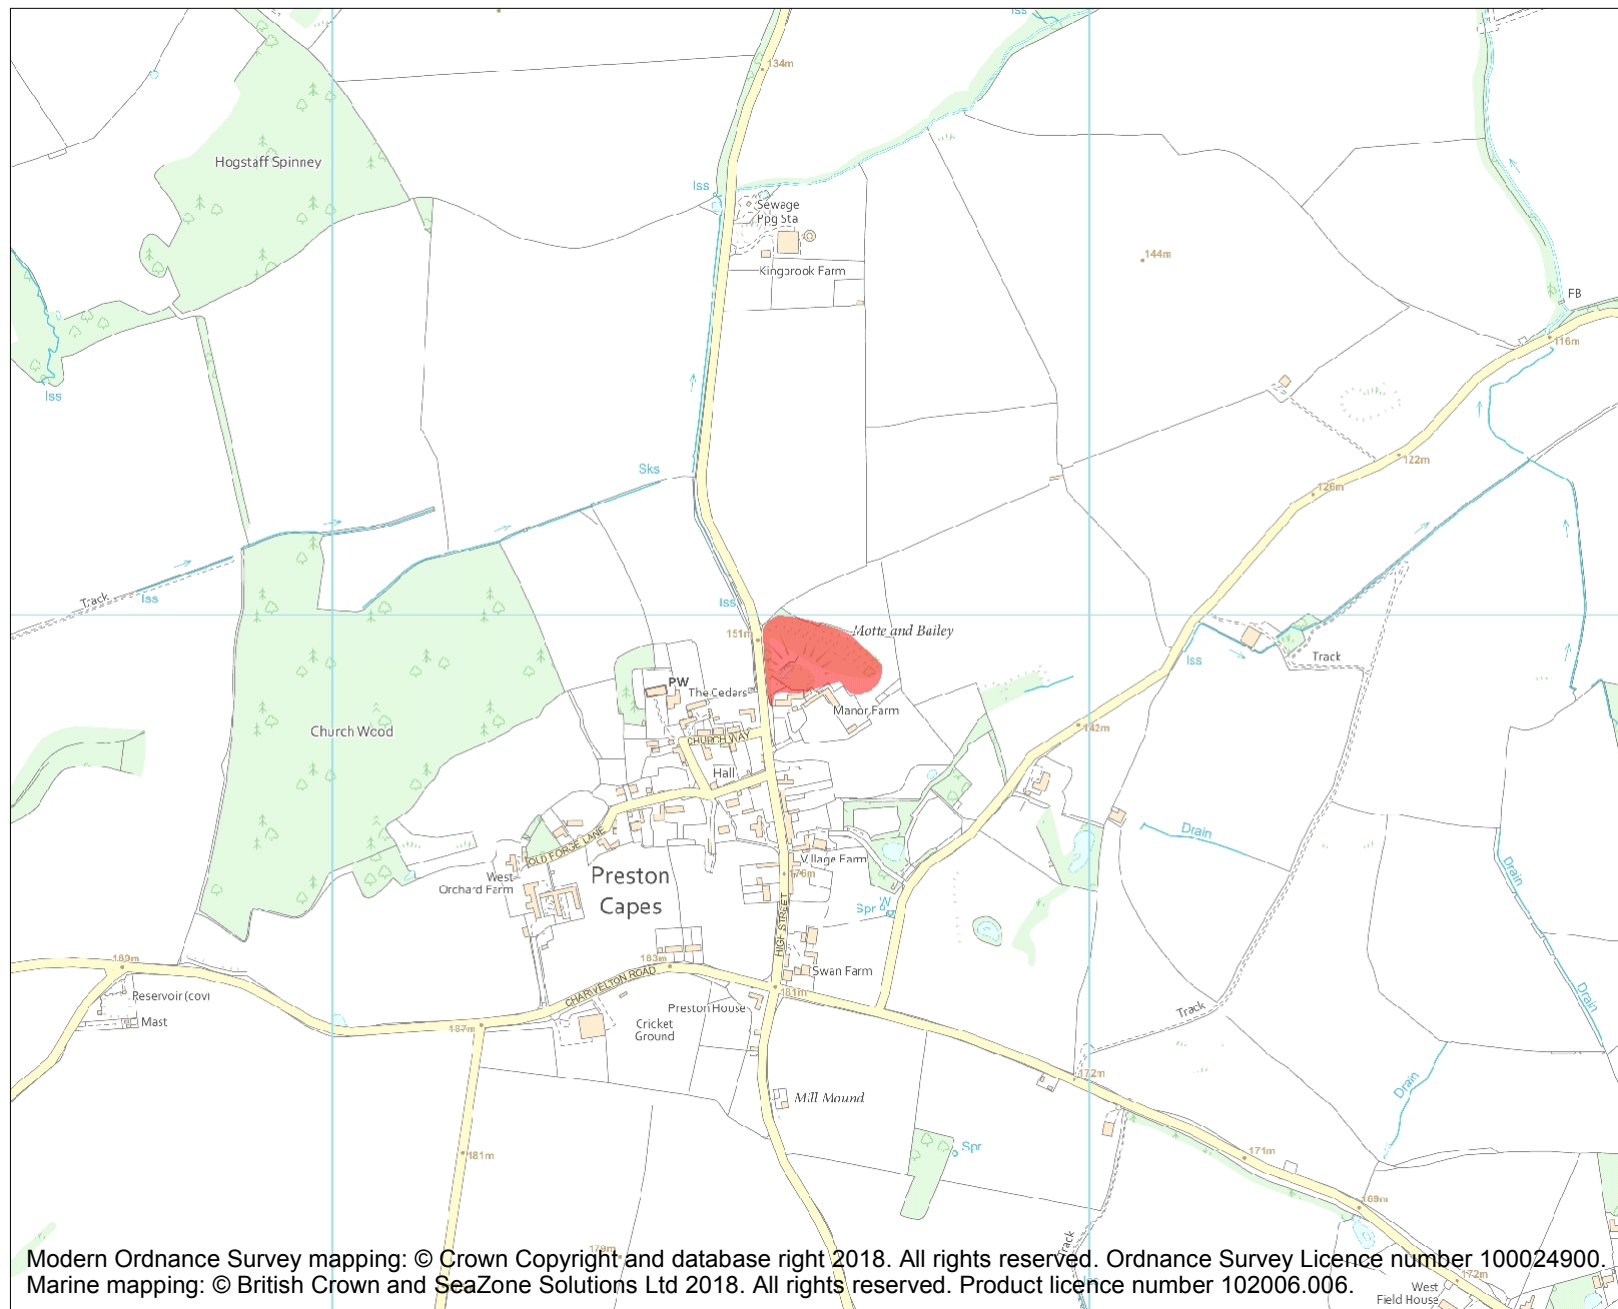 Iss
134m
Hogstaff Spinney
Iss
Sewage
Ppg Sta
144m
Kingbrook Farm
FB
116m
Iss
122m
Sks
126m
Track
Iss
Iss
151m
Motte and Bailey
Iss
Track
PW
The Cedars
Manor Farm
Church Wood
142m
CHURCH WAY
Hall
Drain
OLD FORGE LANE
Village Farm
West
Orchard Farm
Preston
Capes
176m
Drain
Spr
W
HIGH STREET
189m
183m
Swan Farm
CHARWELTON ROAD
181m
Drain
Reservoir (cov)
Preston House
Track
Mast
187m
Cricket
Ground
172m
Drain
Mill Mound
Spr
181m
171m
169m
Track
179m
Modern Ordnance Survey mapping: © Crown Copyright and database right 2018. All rights reserved. Ordnance Survey Licence number 100024900.
Marine mapping: © British Crown and SeaZone Solutions Ltd 2018. All rights reserved. Product licence number 102006.006.
172m
West
Field House